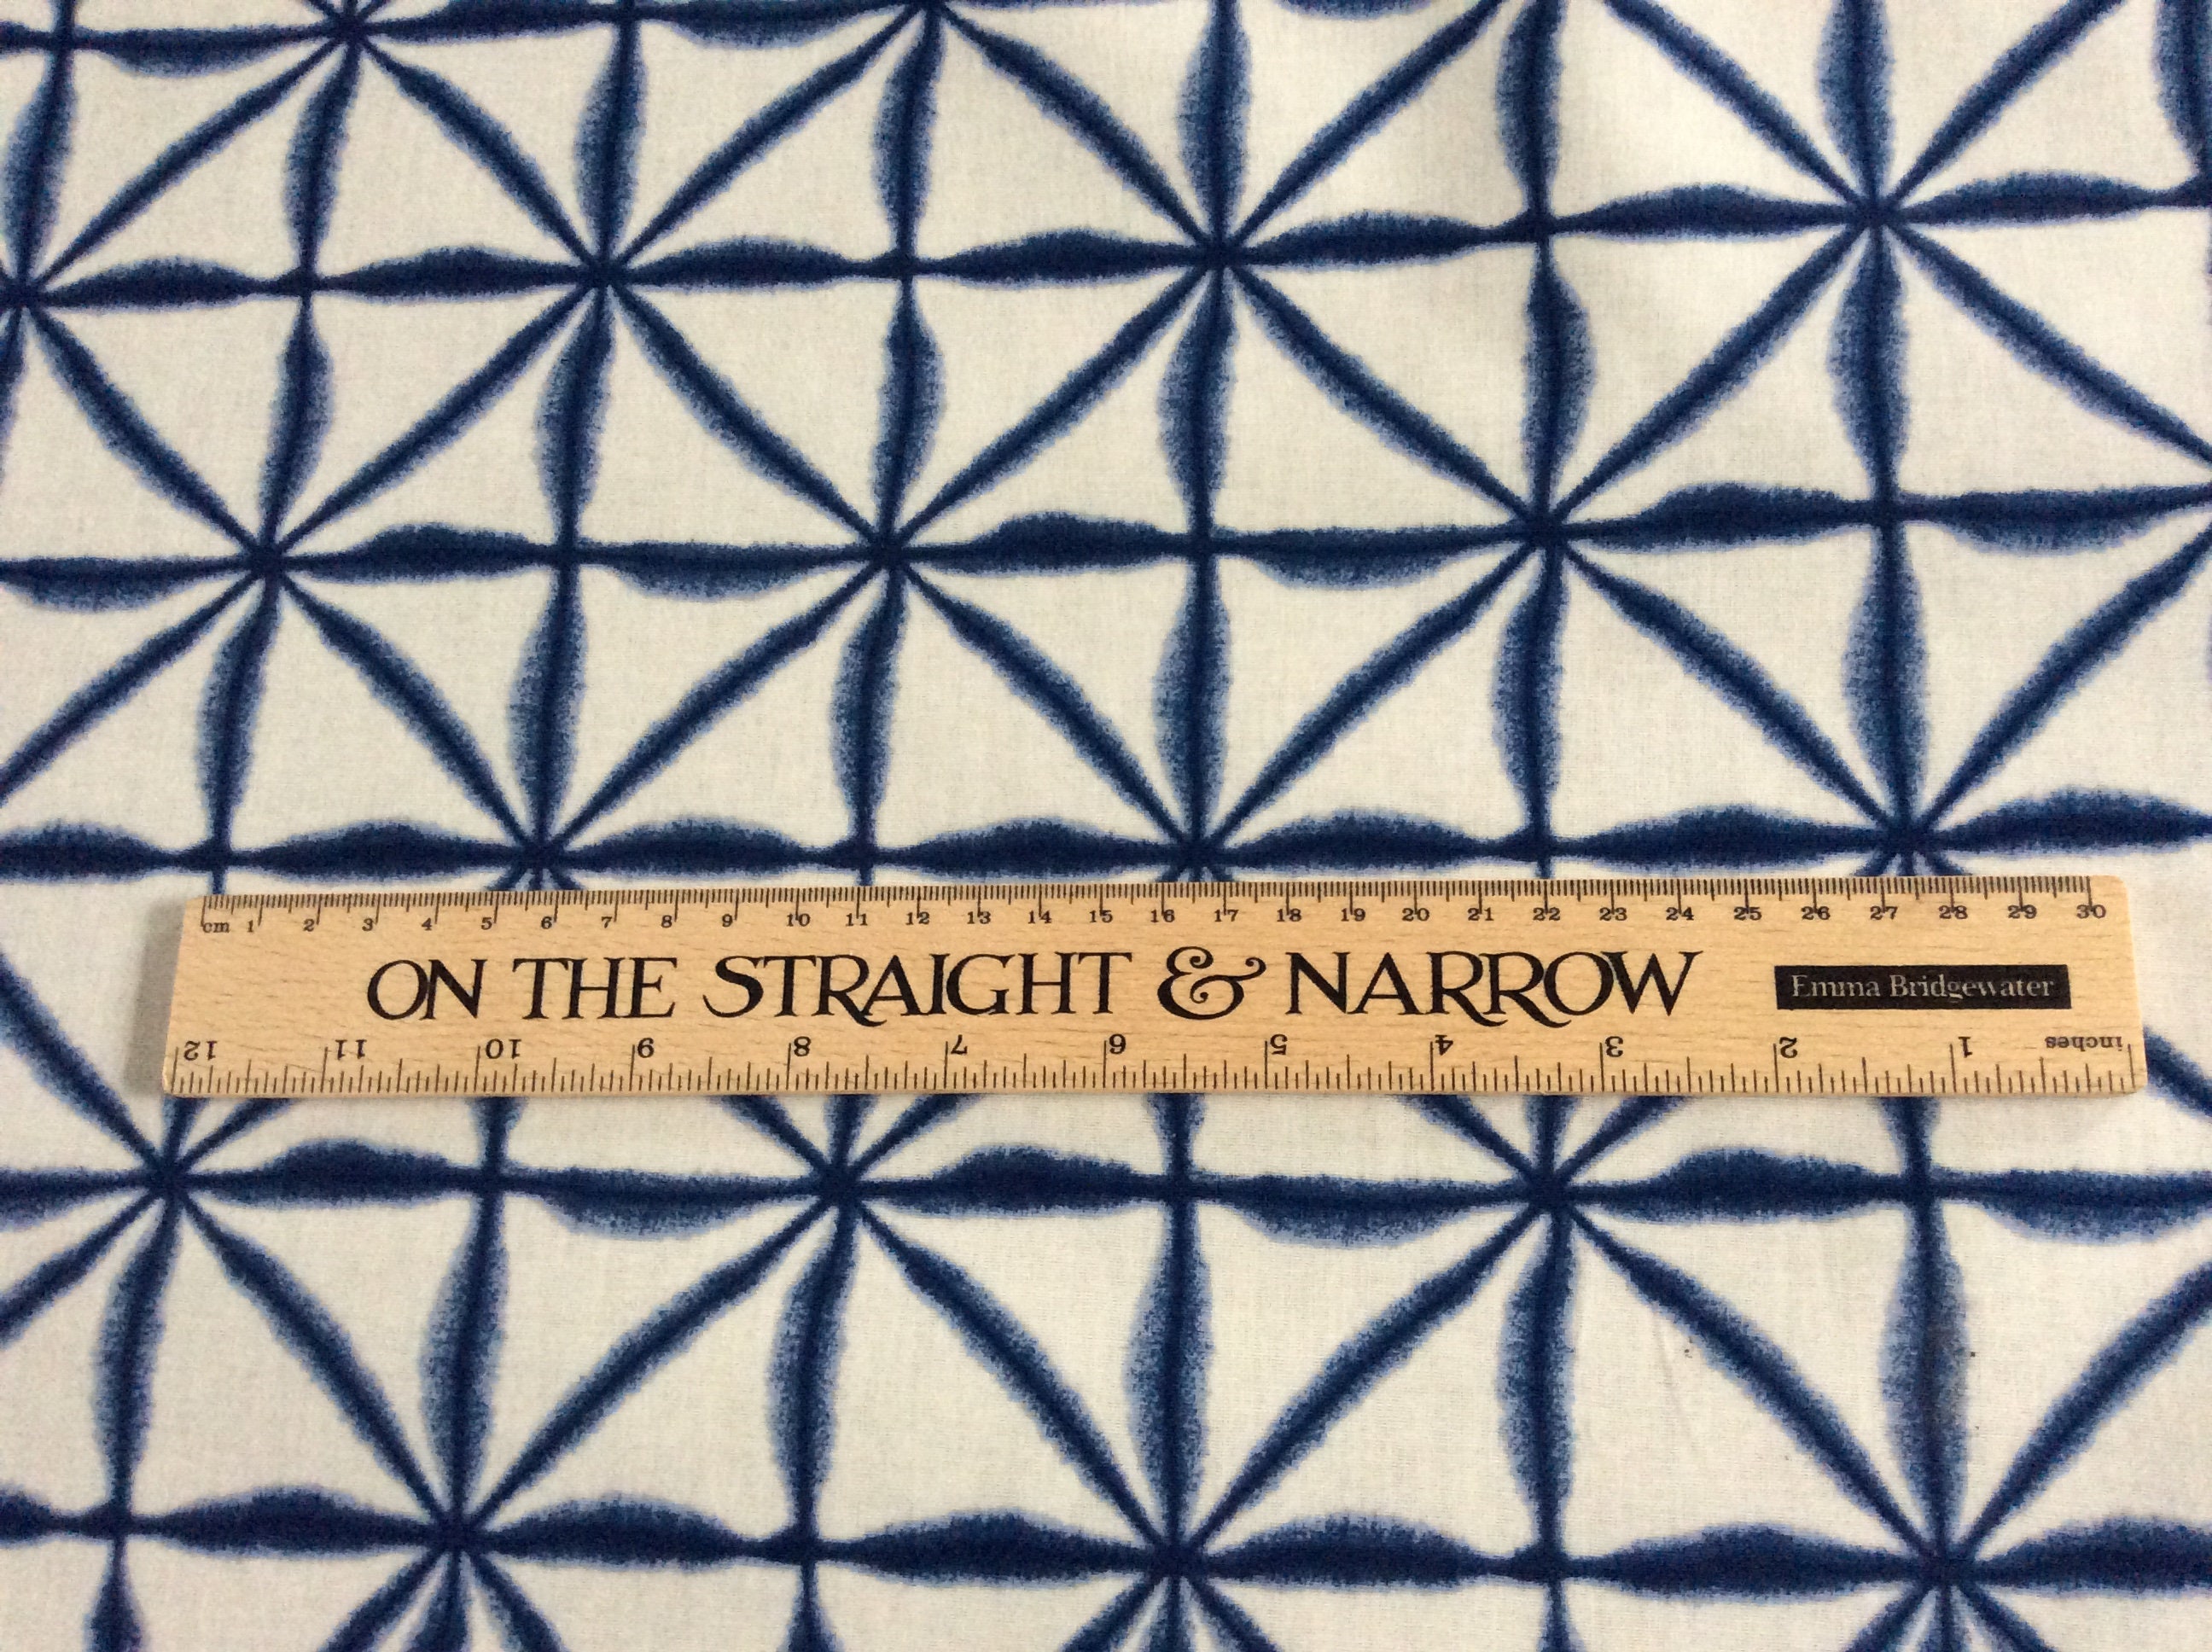 cm 1 2 3 4 5 6 7 8 9 10 11 12 13 14 15 16 17 18 19 20 21 22 23 24 25 26 27 28 29 30
ON THE STRAIGHT & NARROW
Emma Bridgewater
inches 1 2 3 4 5 6 7 8 9 10 11 12